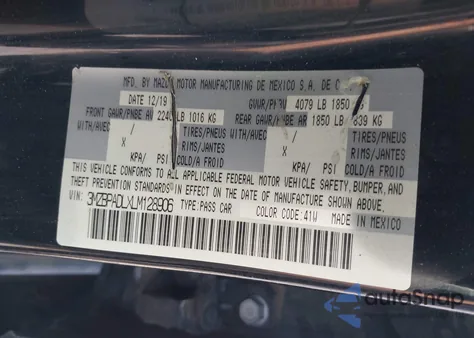 MFD. BY MAZDA MOTOR MANUFACTURING DE MEXICO S.A. DE C
DATE 12/19 GVWR/PNBV 4079 LB 1850
FRONT GAWR/PNBE AV 2240 LB 1016 KG REAR GAWR/PNBE AR 1850 LB 839 KG
WITH/AVEC / TIRES/PNEUS WITH/AVEC / TIRES/PNEUS
X RIMS/JANTES X RIMS/JANTES
KPA/ PSI COLD/A FROID KPA/ PSI COLD/A FROID
THIS VEHICLE CONFORMS TO ALL APPLICABLE FEDERAL MOTOR VEHICLE SAFETY, BUMPER, AND
THEFT PREVENTION STANDARDS IN EFFECT ON THE DATE OF MANUFACTURE SHOWN ABOVE.
VIN: 3MZBPADLXLM128906 TYPE: PASS CAR COLOR CODE: 41W MADE IN MEXICO
autoSnap